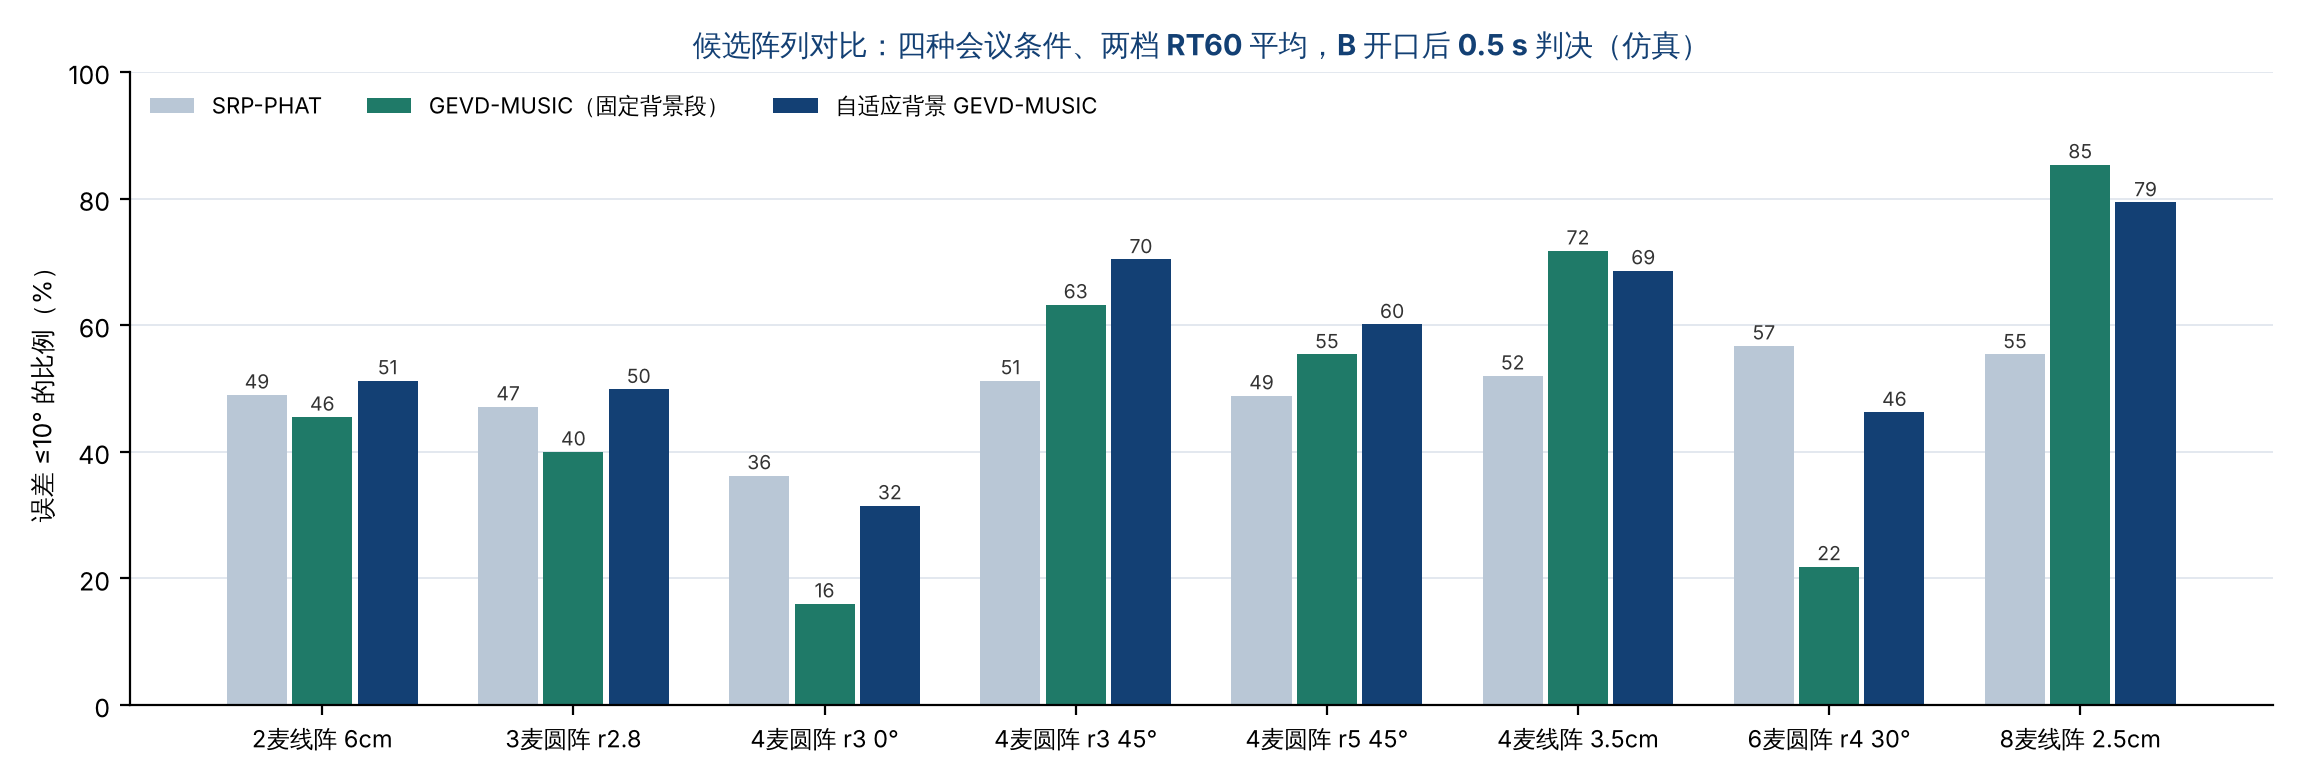 候选阵列对比：四种会议条件、两档 RT60 平均，B 开口后 0.5 s 判决（仿真）
SRP-PHAT
GEVD-MUSIC（固定背景段）
自适应背景 GEVD-MUSIC
误差 ≤10° 的比例（%）
100
80
60
40
20
0
49
46
51
47
40
50
36
16
32
51
63
70
49
55
60
52
72
69
57
22
46
55
85
79
2麦线阵 6cm
3麦圆阵 r2.8
4麦圆阵 r3 0°
4麦圆阵 r3 45°
4麦圆阵 r5 45°
4麦线阵 3.5cm
6麦圆阵 r4 30°
8麦线阵 2.5cm